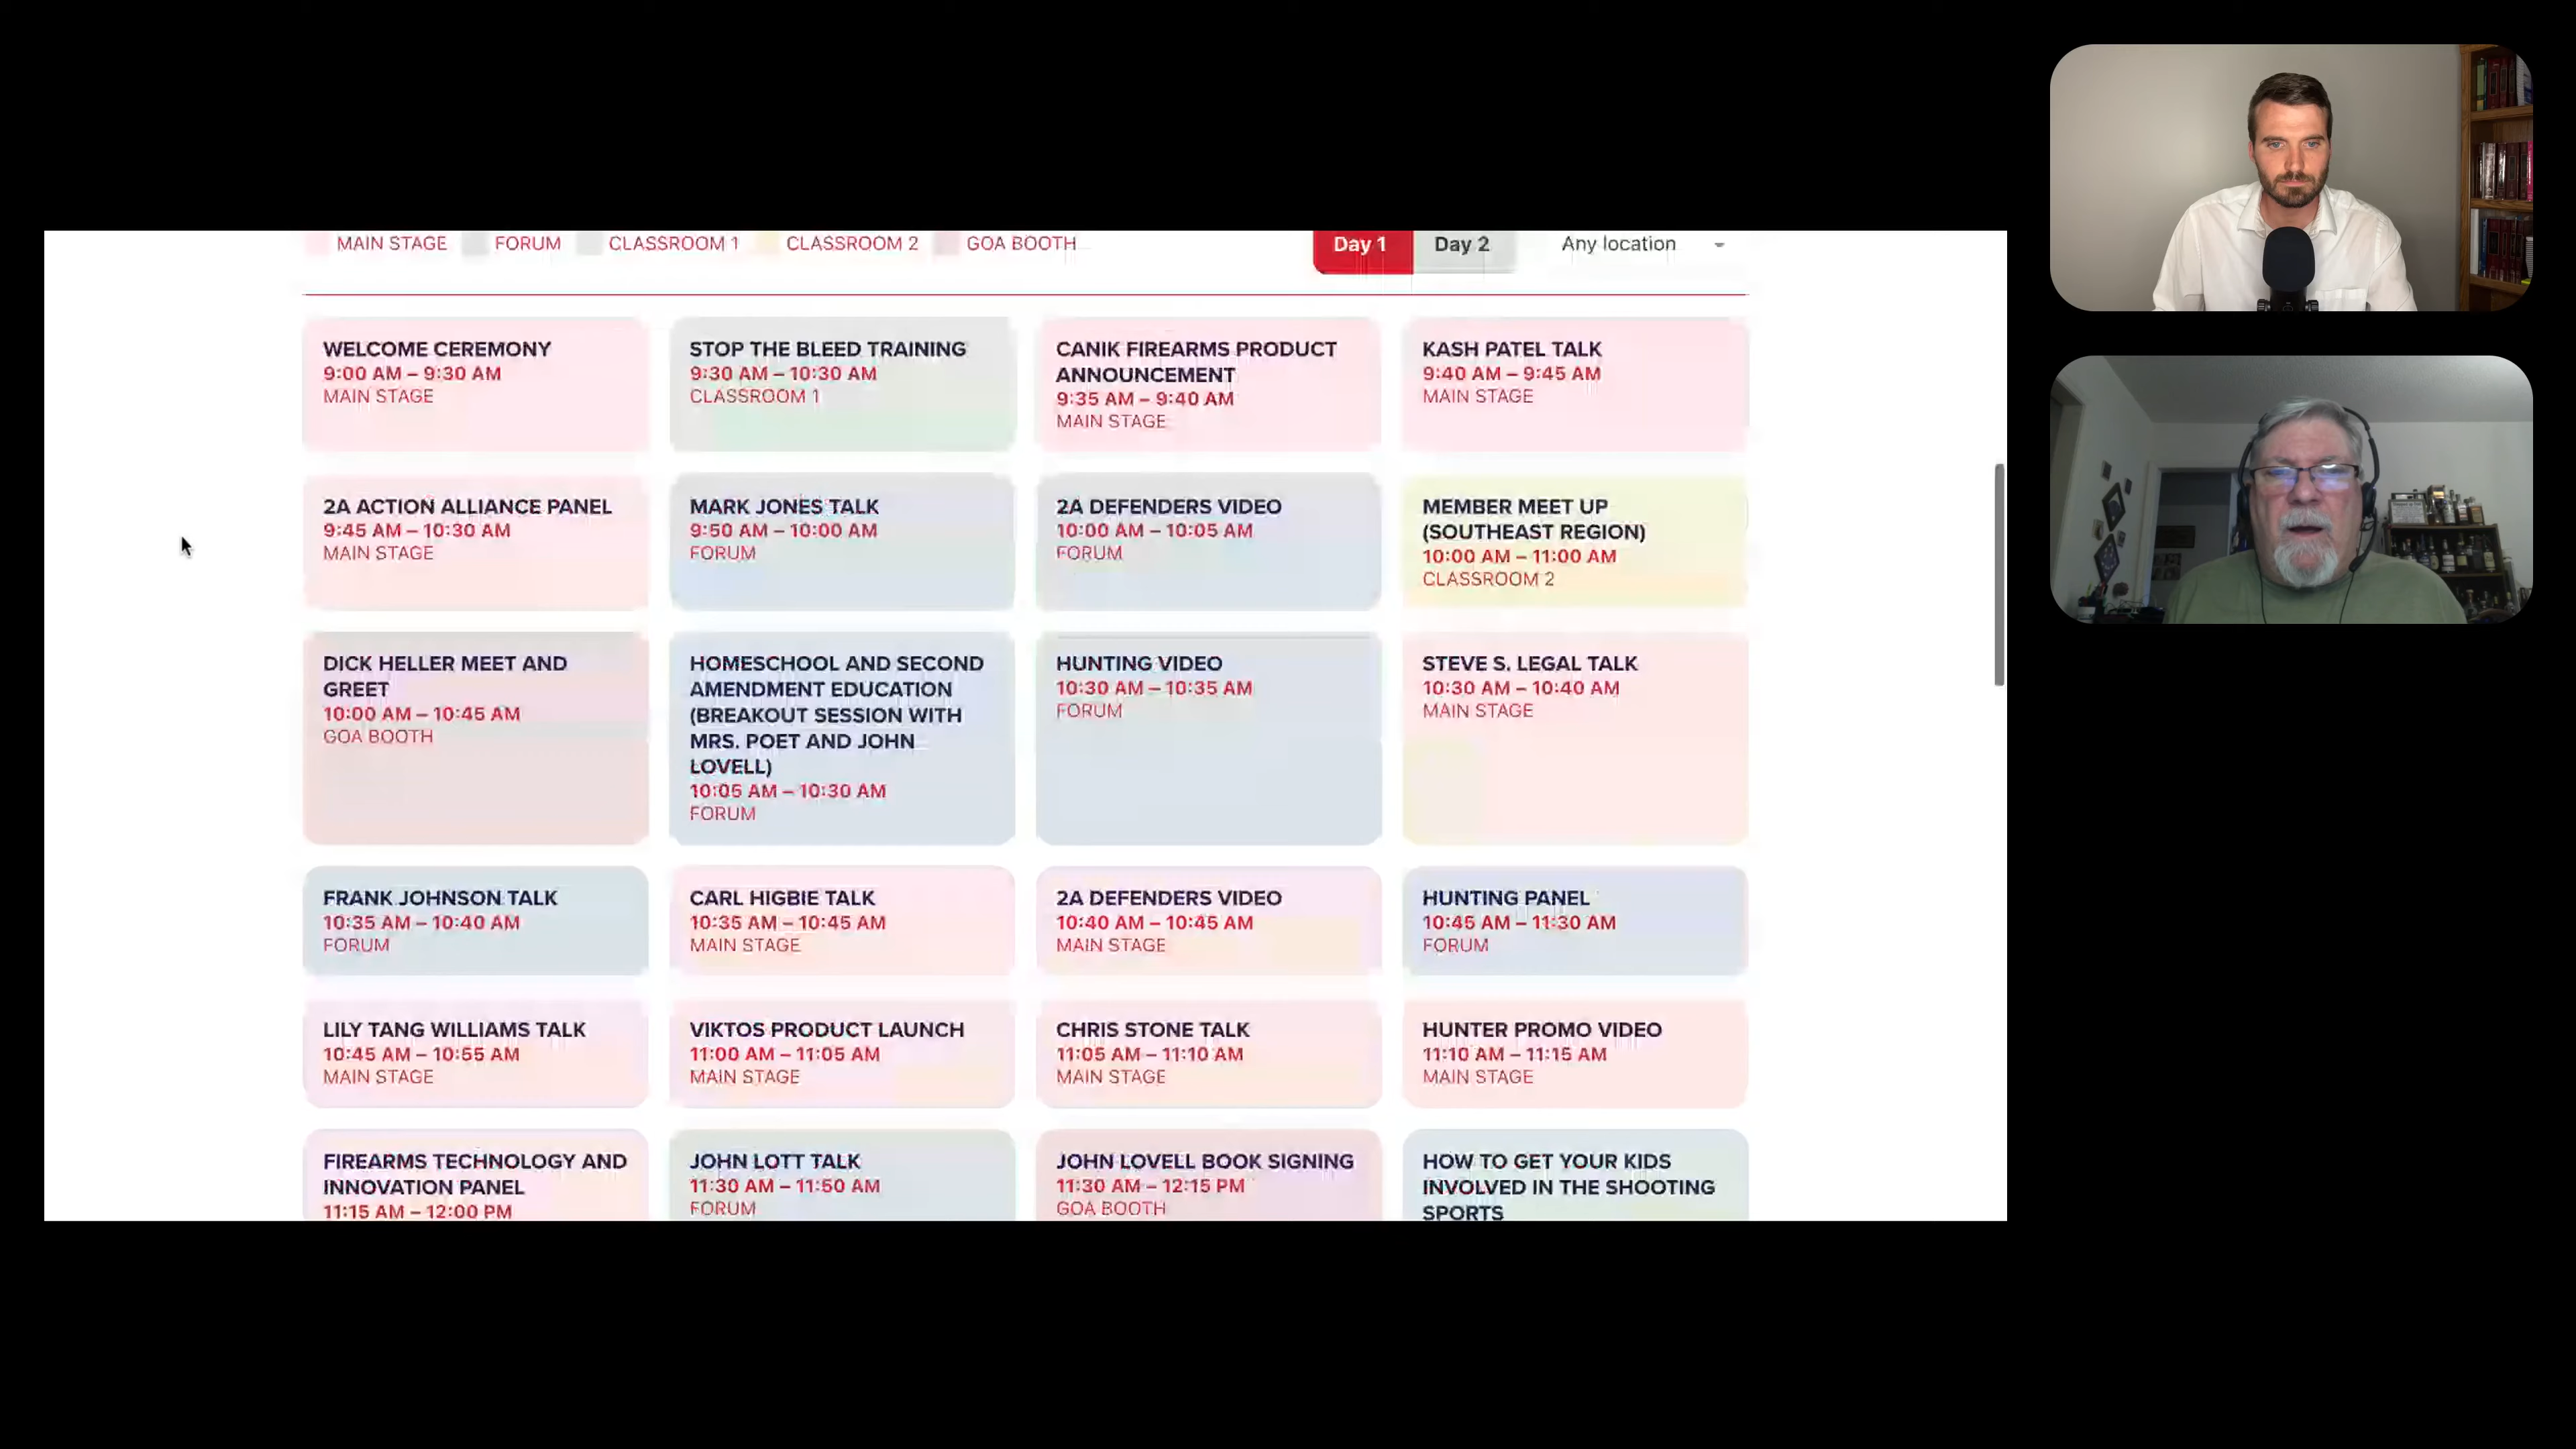 MAIN STAGE FORUM CLASSROOM 1 CLASSROOM 2 GOA BOOTH
Day 1 Day 2 Any location
WELCOME CEREMONY
9:00 AM – 9:30 AM
MAIN STAGE
STOP THE BLEED TRAINING
9:30 AM – 10:30 AM
CLASSROOM 1
CANIK FIREARMS PRODUCT
ANNOUNCEMENT
9:35 AM – 9:40 AM
MAIN STAGE
KASH PATEL TALK
9:40 AM – 9:45 AM
MAIN STAGE
2A ACTION ALLIANCE PANEL
9:45 AM – 10:30 AM
MAIN STAGE
MARK JONES TALK
9:50 AM – 10:00 AM
FORUM
2A DEFENDERS VIDEO
10:00 AM – 10:05 AM
FORUM
MEMBER MEET UP
(SOUTHEAST REGION)
10:00 AM – 11:00 AM
CLASSROOM 2
DICK HELLER MEET AND
GREET
10:00 AM – 10:45 AM
GOA BOOTH
HOMESCHOOL AND SECOND
AMENDMENT EDUCATION
(BREAKOUT SESSION WITH
MRS. POET AND JOHN
LOVELL)
10:05 AM – 10:30 AM
FORUM
HUNTING VIDEO
10:30 AM – 10:35 AM
FORUM
STEVE S. LEGAL TALK
10:30 AM – 10:40 AM
MAIN STAGE
FRANK JOHNSON TALK
10:35 AM – 10:40 AM
FORUM
CARL HIGBIE TALK
10:35 AM – 10:45 AM
MAIN STAGE
2A DEFENDERS VIDEO
10:40 AM – 10:45 AM
MAIN STAGE
HUNTING PANEL
10:45 AM – 11:30 AM
FORUM
LILY TANG WILLIAMS TALK
10:45 AM – 10:55 AM
MAIN STAGE
VIKTOS PRODUCT LAUNCH
11:00 AM – 11:05 AM
MAIN STAGE
CHRIS STONE TALK
11:05 AM – 11:10 AM
MAIN STAGE
HUNTER PROMO VIDEO
11:10 AM – 11:15 AM
MAIN STAGE
FIREARMS TECHNOLOGY AND
INNOVATION PANEL
11:15 AM – 12:00 PM
JOHN LOTT TALK
11:30 AM – 11:50 AM
FORUM
JOHN LOVELL BOOK SIGNING
11:30 AM – 12:15 PM
GOA BOOTH
HOW TO GET YOUR KIDS
INVOLVED IN THE SHOOTING
SPORTS